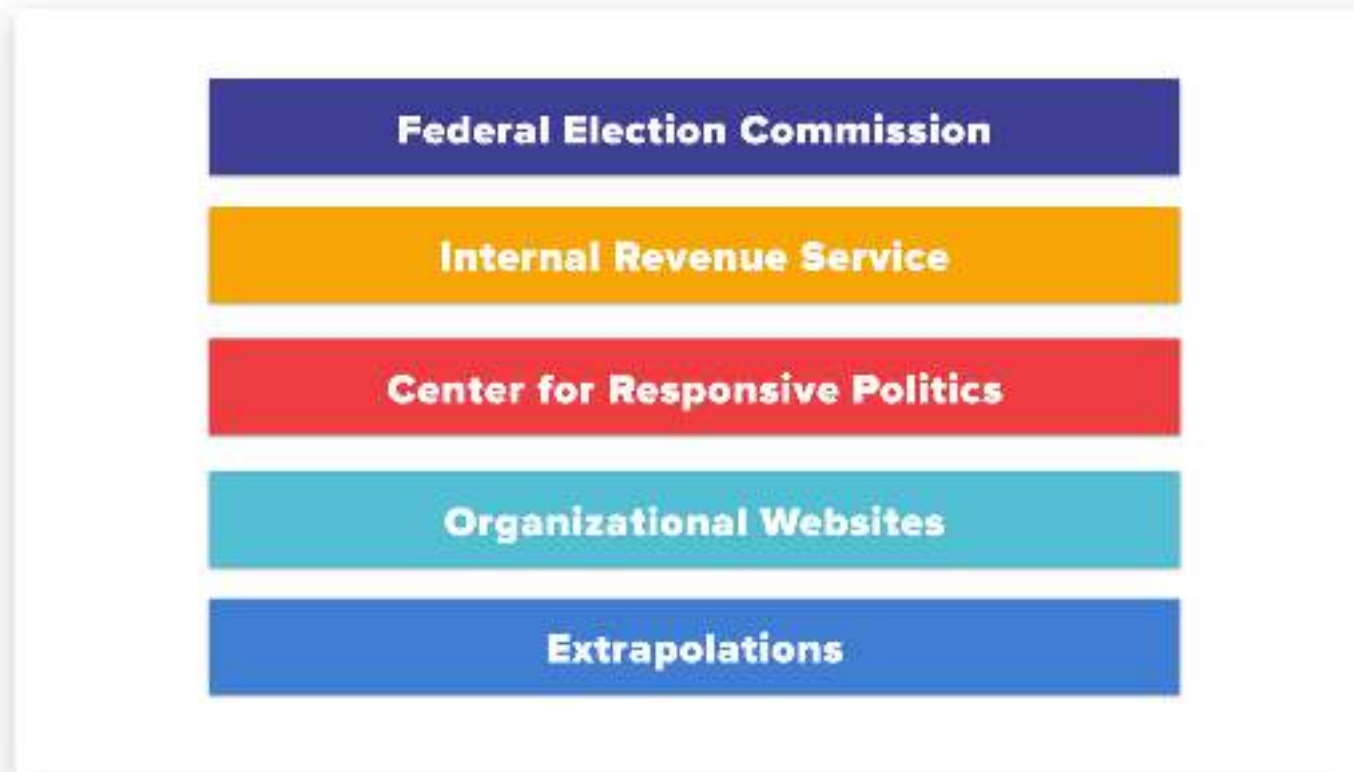 Federal Election Commission
Internal Revenue Service
Center for Responsive Politics
Organizational Websites
Extrapolations